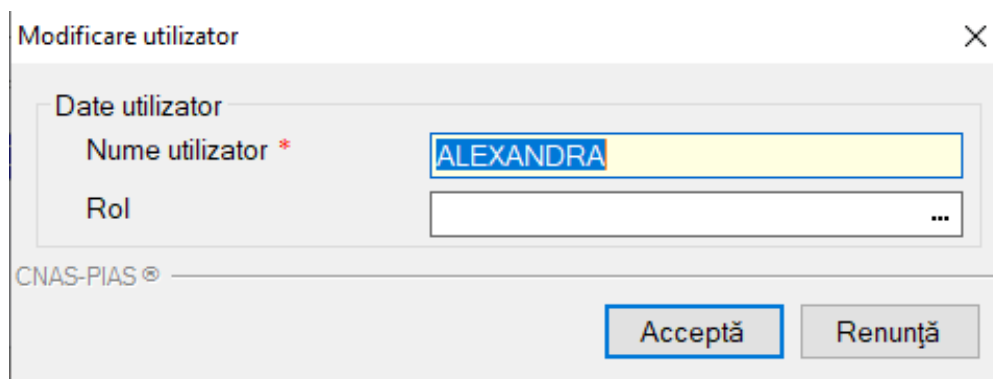 Modificare utilizator
Date utilizator
Nume utilizator * ALEXANDRA
Rol ...
CNAS-PIAS ®
Acceptă Renunţă